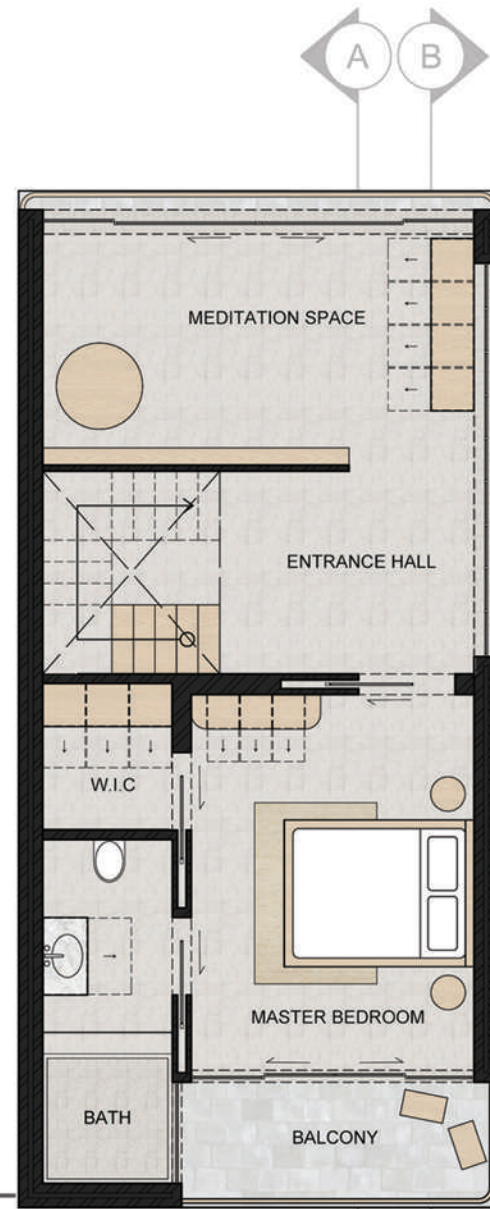 A B
MEDITATION SPACE
ENTRANCE HALL
W.I.C
MASTER BEDROOM
BATH
BALCONY